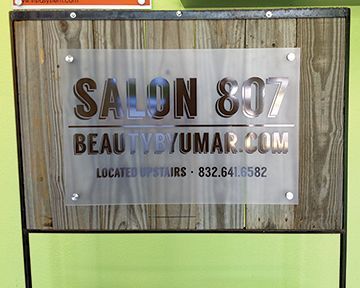 SALON 807
BEAUTYBYUMAR.COM
LOCATED UPSTAIRS · 832.641.6582